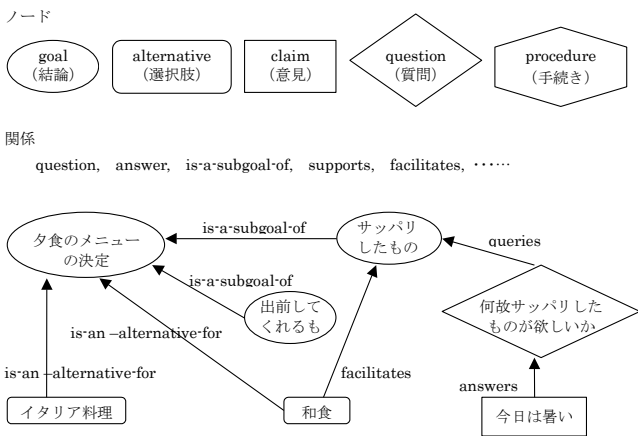 ノード
goal
(結論)
alternative
(選択肢)
claim
(意見)
question
(質問)
procedure
(手続き)
関係
question, answer, is-a-subgoal-of, supports, facilitates, ・・・・・・
夕食のメニュー
の決定
is-a-subgoal-of
サッパリ
したもの
queries
is-a-subgoal-of
出前して
くれるも
何故サッパリした
ものが欲しいか
is-an –alternative-for
is-an –alternative-for
facilitates
answers
イタリア料理
和食
今日は暑い